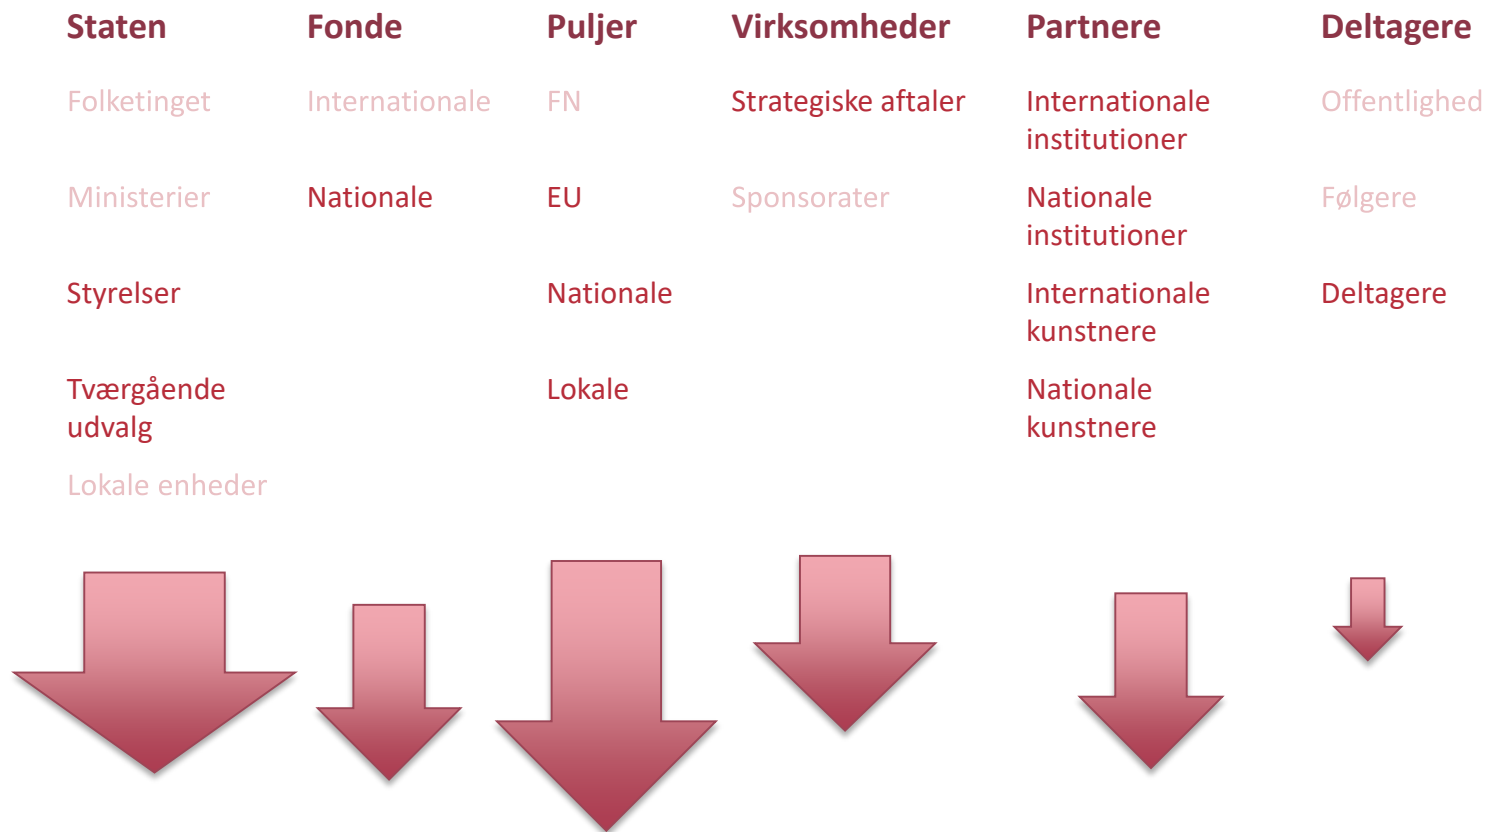 Staten Fonde Puljer Virksomheder Partnere Deltagere
Folketinget Internationale FN Strategiske aftaler Internationale Offentlighed
institutioner
Ministerier Nationale EU Sponsorater Nationale Følgere
institutioner
Styrelser Nationale Internationale Deltagere
kunstnere
Tværgående Lokale Nationale
udvalg kunstnere
Lokale enheder